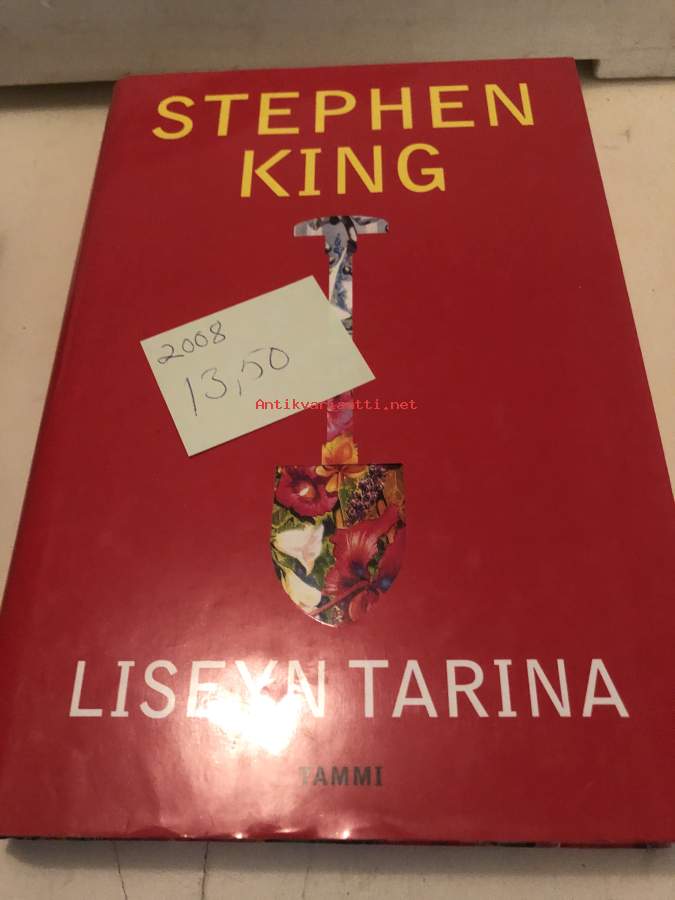 STEPHEN
KING
2008
13,50
Antikvariaatti.net
LISEYN TARINA
TAMMI